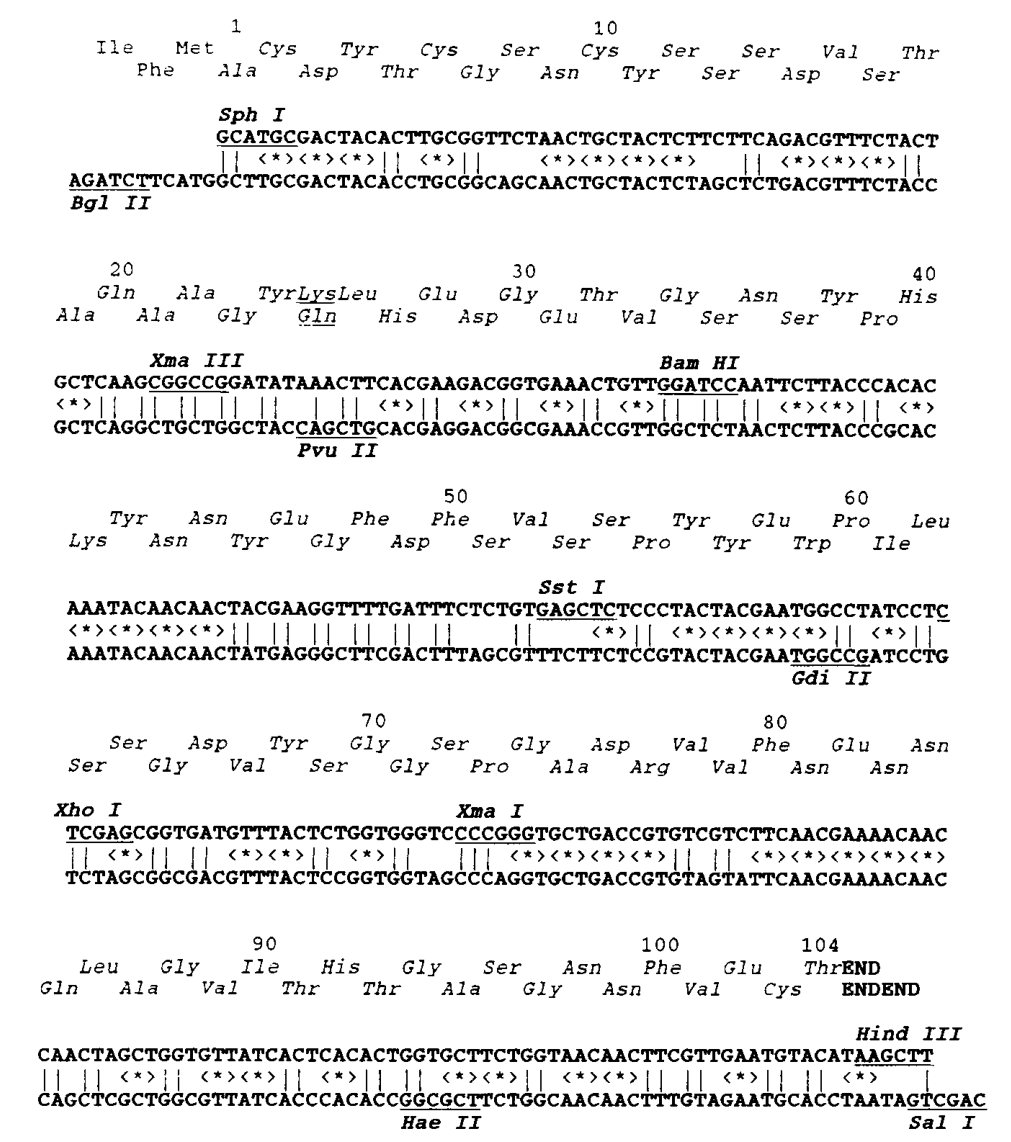 1 10
Ile Met Cys Tyr Cys Ser Cys Ser Ser Val Thr
Phe Ala Asp Thr Gly Asn Tyr Ser Asp Ser
Sph I
GCATGCGACTACACTTGCGGTTCTAACTGCTACTCTTCTTCAGACGTTTCTACT
|| <*><*><*>|| <*>|| <*><*><*><*> || <*><*><*>||
AGATCTTCATGGCTTGCGACTACACCTGCGGCAGCAACTGCTACTCTAGCTCTGACGTTTCTACC
Bgl II
20 30 40
Gln Ala TyrLysLeu Glu Gly Thr Gly Asn Tyr His
Ala Ala Gly Gln His Asp Glu Val Ser Ser Pro
Xma III Bam HI
GCTCAAGCGGCCGGATATAAACTTCACGAAGACGGTGAAACTGTTGGATCCAATTCTTACCCACAC
<*>|| || || || || | || <*>|| <*>|| <*>|| <*>|| || || <*><*>|| <*>
GCTCAGGCTGCTGGCTACCAGCTGCACGAGGACGGCGAAACCGTTGGCTCTAACTCTTACCCGCAC
Pvu II
50 60
Tyr Asn Glu Phe Phe Val Ser Tyr Glu Pro Leu
Lys Asn Tyr Gly Asp Ser Ser Pro Tyr Trp Ile
Sst I
AAATACAACAACTACGAAGGTTTTGATTTCTCTGTGAGCTCTCCCTACTACGAATGGCCTATCCTC
<*><*><*><*>|| || || || || || || <*>|| <*><*><*><*>|| <*>||
AAATACAACAACTATGAGGGCTTCGACTTTAGCGTTTCTTCTCCGTACTACGAATGGCCGATCCTG
Gdi II
70 80
Ser Asp Tyr Gly Ser Gly Asp Val Phe Glu Asn
Ser Gly Val Ser Gly Pro Ala Arg Val Asn Asn
Xho I Xma I
TCGAGCGGTGATGTTTACTCTGGTGGGTCCCCCGGGTGCTGACCGTGTCGTCTTCAACGAAAACAAC
|| <*>|| || <*><*>|| <*>|| |||<*><*><*><*>|| || <*><*><*><*><*>
TCTAGCGGCGACGTTTACTCCGGTGGTAGCCCAGGTGCTGACCGTGTAGTATTCAACGAAAACAAC
90 100 104
Leu Gly Ile His Gly Ser Asn Phe Glu ThrEND
Gln Ala Val Thr Thr Ala Gly Asn Val Cys ENDEND
Hind III
CAACTAGCTGGTGTTATCACTCACACTGGTGCTTCTGGTAACAACTTCGTTGAATGTACATAAGCTT
|| || <*>|| <*><*>|| <*>|| || <*><*>|| <*><*>|| <*>|| || <*> |
CAGCTCGCTGGCGTTATCACCCACACCGGCGCTTCTGGCAACAACTTTGTAGAATGCACCTAATAGTCGAC
Hae II Sal I